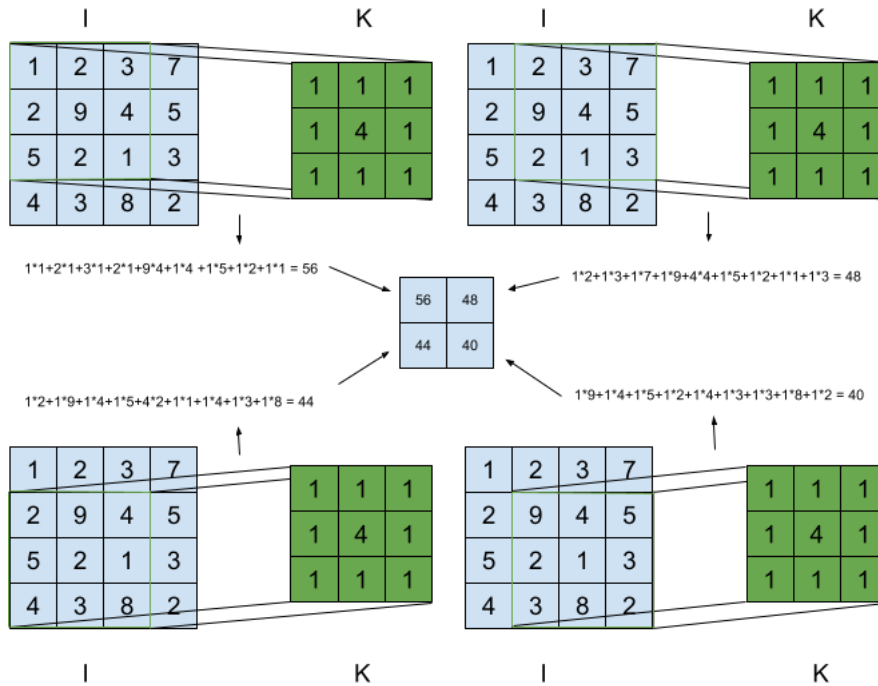 I K I K
1 2 3 7
2 9 4 5
5 2 1 3
4 3 8 2
1 1 1
1 4 1
1 1 1
1 2 3 7
2 9 4 5
5 2 1 3
4 3 8 2
1 1 1
1 4 1
1 1 1
1*1+2*1+3*1+2*1+9*4+1*4 +1*5+1*2+1*1 = 56
1*2+1*3+1*7+1*9+4*4+1*5+1*2+1*1+1*3 = 48
56 48
44 40
1*2+1*9+1*4+1*5+4*2+1*1+1*4+1*3+1*8 = 44
1*9+1*4+1*5+1*2+1*4+1*3+1*3+1*8+1*2 = 40
1 2 3 7
2 9 4 5
5 2 1 3
4 3 8 2
1 1 1
1 4 1
1 1 1
1 2 3 7
2 9 4 5
5 2 1 3
4 3 8 2
1 1 1
1 4 1
1 1 1
I K I K